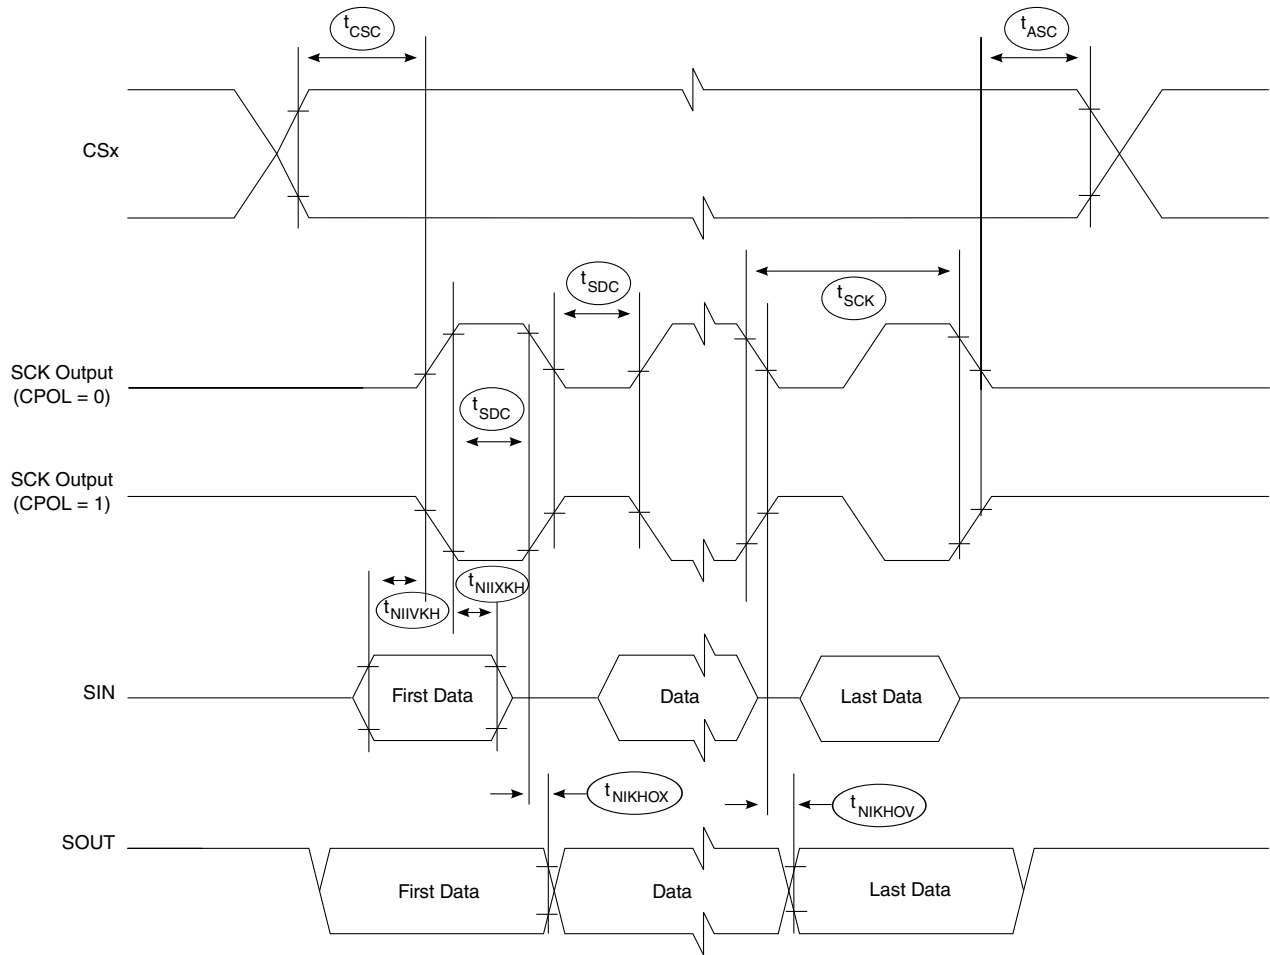 tCSC
tASC
CSx
tSDC
tSCK
SCK Output
(CPOL = 0)
tSDC
SCK Output
(CPOL = 1)
tNIIVKH
tNIIXKH
SIN
First Data
Data
Last Data
tNIKHOX
tNIKHOV
SOUT
First Data
Data
Last Data